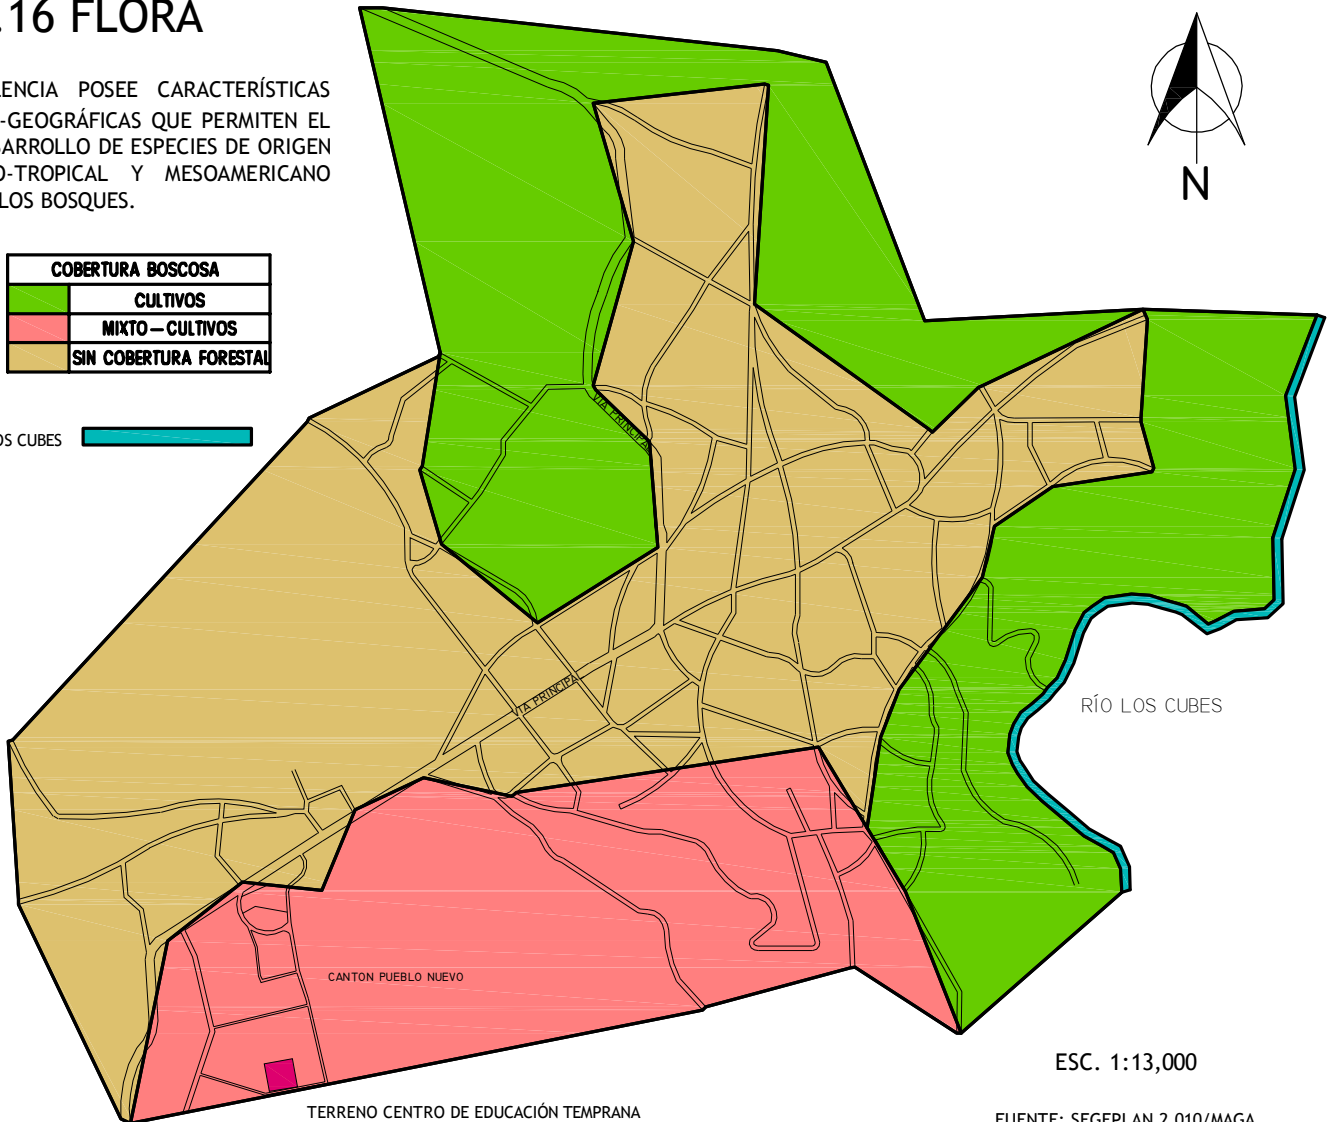 .16 FLORA
ENCIA POSEE CARACTERÍSTICAS
-GEOGRÁFICAS QUE PERMITEN EL
ARROLLO DE ESPECIES DE ORIGEN
O-TROPICAL Y MESOAMERICANO
LOS BOSQUES.
N
COBERTURA BOSCOSA
CULTIVOS
MIXTO-CULTIVOS
SIN COBERTURA FORESTAL
OS CUBES
VIA PRINCIPAL
VIA PRINCIPAL
RÍO LOS CUBES
CANTON PUEBLO NUEVO
ESC. 1:13,000
TERRENO CENTRO DE EDUCACIÓN TEMPRANA
FUENTE: SEGEPLAN 2,010/MAGA